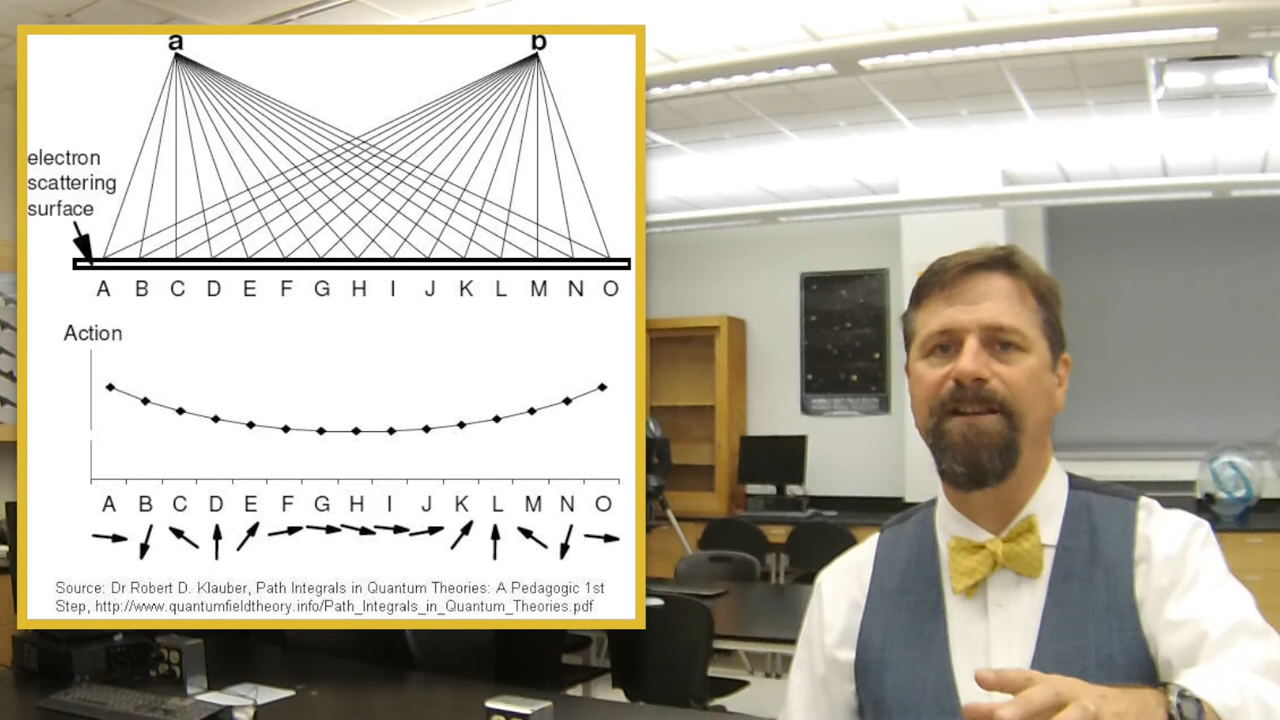 a b
electron
scattering
surface
A B C D E F G H I J K L M N O
Action
A B C D E F G H I J K L M N O
Source: Dr Robert D. Klauber, Path Integrals in Quantum Theories: A Pedagogic 1st
Step, http://www.quantumfieldtheory.info/Path_Integrals_in_Quantum_Theories.pdf